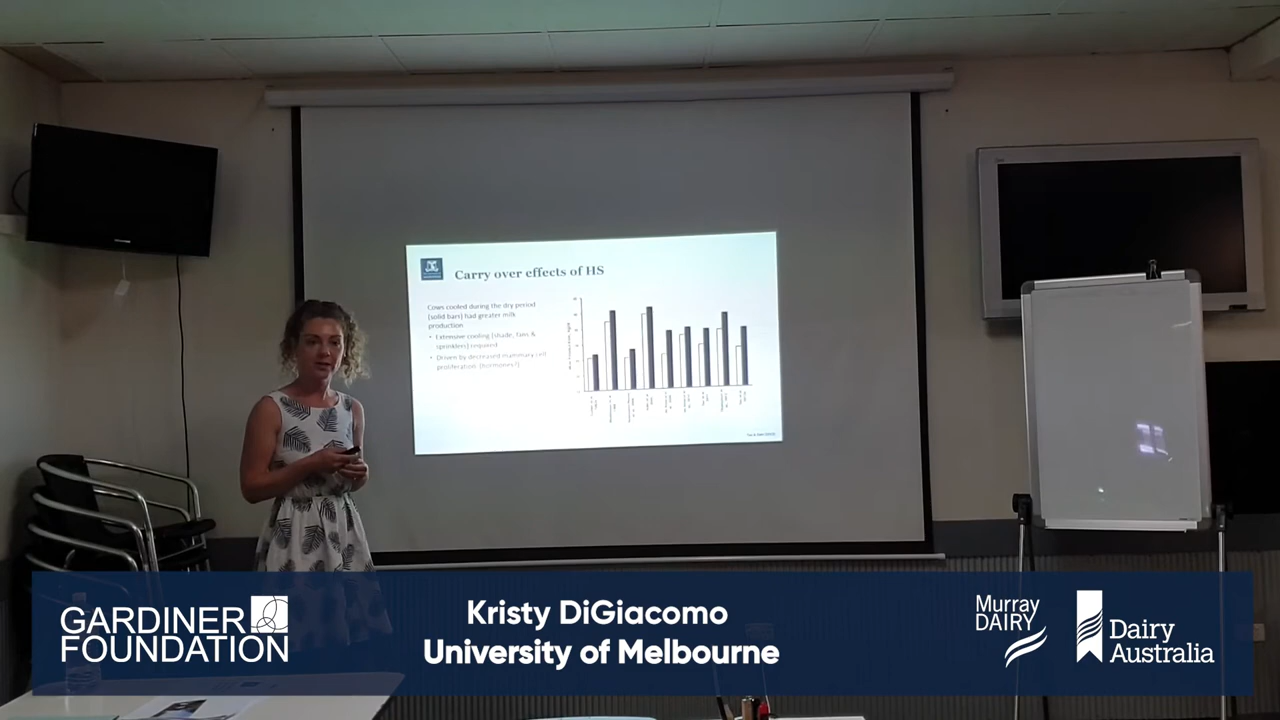 Carry over effects of HS
Cows cooled during the dry period
(solid bars) had greater milk
production
• Extensive cooling (shade, fans &
sprinklers) required
• Driven by decreased mammary cell
proliferation (hormones?)
GARDINER
FOUNDATION
Kristy DiGiacomo
University of Melbourne
Murray
DAIRY
Dairy
Australia